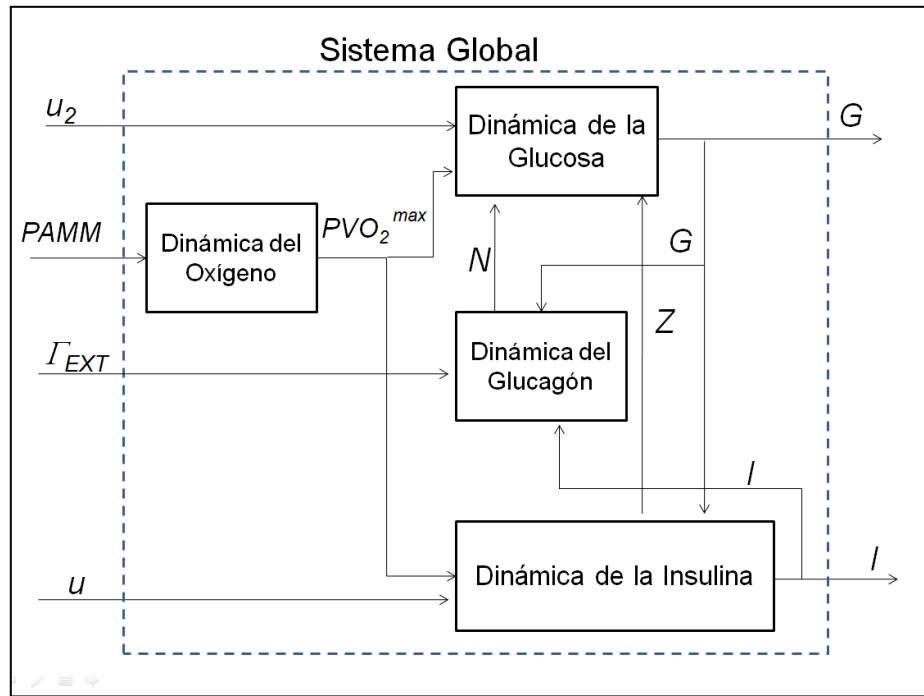 Sistema Global
u₂
Dinámica de la
Glucosa
G
PAMM
Dinámica del
Oxígeno
PVO₂ᵐᵃˣ
N
G
Z
Γ_EXT
Dinámica del
Glucagón
I
u
Dinámica de la Insulina
I